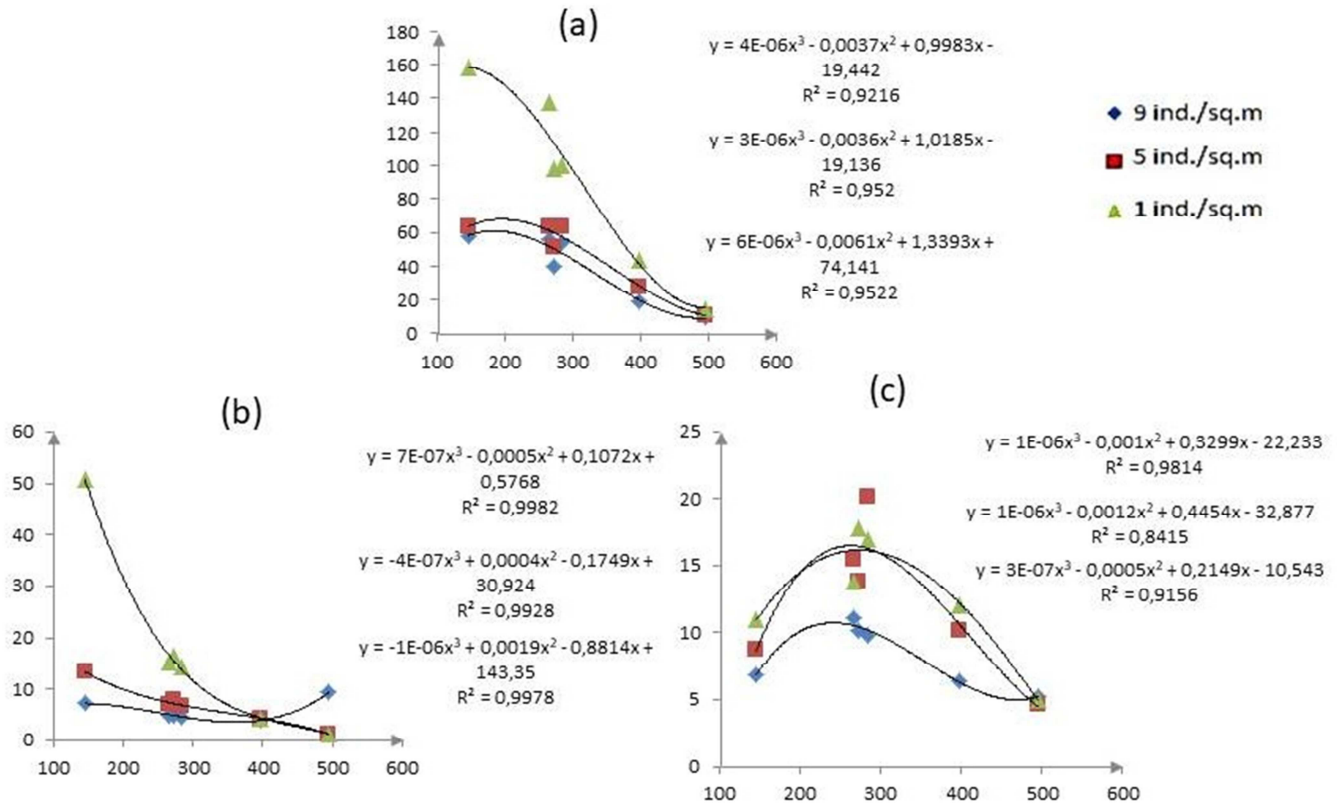 (a)
180
160
140
120
100
80
60
40
20
0
100 200 300 400 500 600
y = 4E-06x³ - 0,0037x² + 0,9983x -
19,442
R² = 0,9216
y = 3E-06x³ - 0,0036x² + 1,0185x -
19,136
R² = 0,952
y = 6E-06x³ - 0,0061x² + 1,3393x +
74,141
R² = 0,9522
9 ind./sq.m
5 ind./sq.m
1 ind./sq.m
(b)
60
50
40
30
20
10
0
100 200 300 400 500 600
y = 7E-07x³ - 0,0005x² + 0,1072x +
0,5768
R² = 0,9982
y = -4E-07x³ + 0,0004x² - 0,1749x +
30,924
R² = 0,9928
y = -1E-06x³ + 0,0019x² - 0,8814x +
143,35
R² = 0,9978
(c)
25
20
15
10
5
0
100 200 300 400 500 600
y = 1E-06x³ - 0,001x² + 0,3299x - 22,233
R² = 0,9814
y = 1E-06x³ - 0,0012x² + 0,4454x - 32,877
R² = 0,8415
y = 3E-07x³ - 0,0005x² + 0,2149x - 10,543
R² = 0,9156